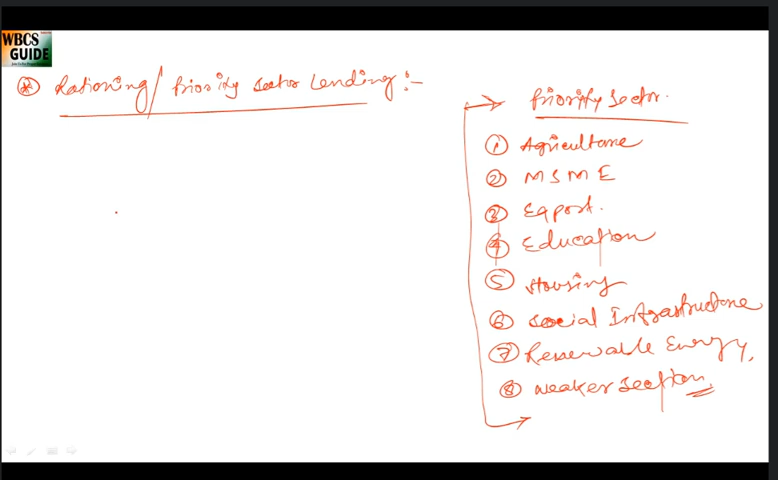 WBCS
GUIDE
* Rationing/Priority Sector Lending:-
Priority Sector.
① Agriculture
② MSME
③ Export.
④ Education
⑤ Housing
⑥ Social Infrastructure
⑦ Renewable Energy,
⑧ Weaker Section